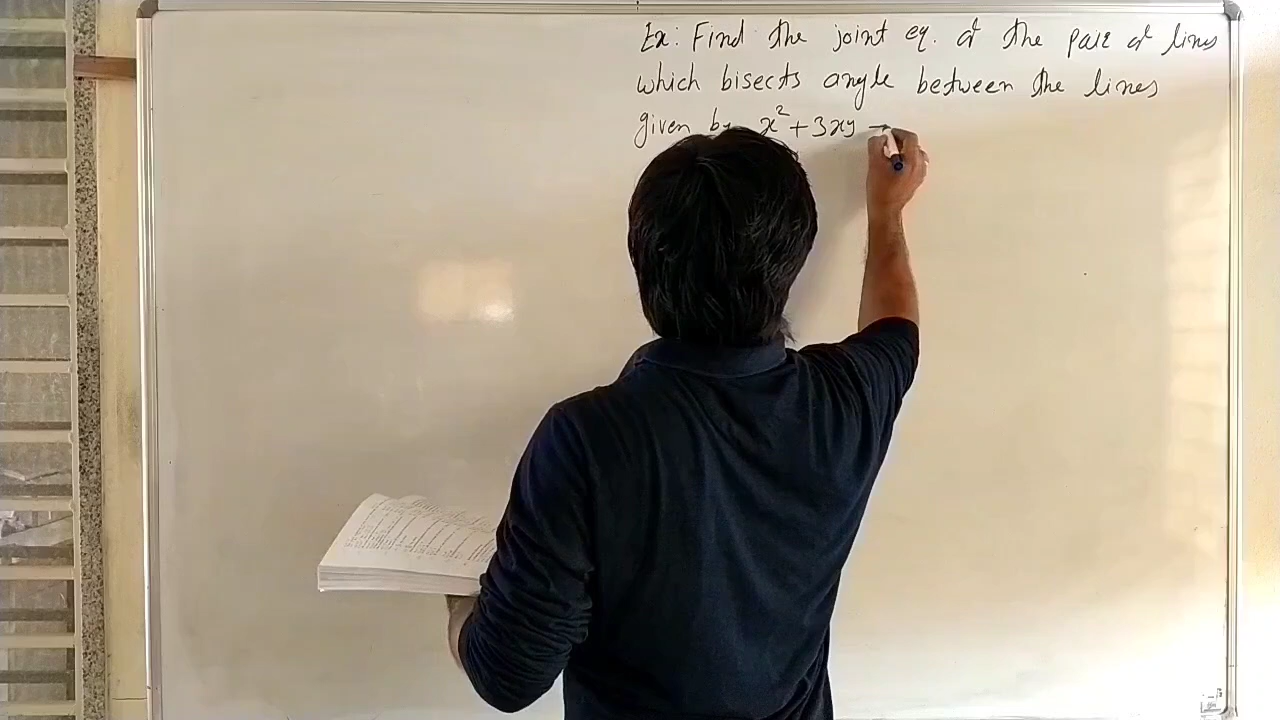 Ex: Find the joint eq. of the pair of lines
which bisects angle between the lines
given by x² + 3xy -